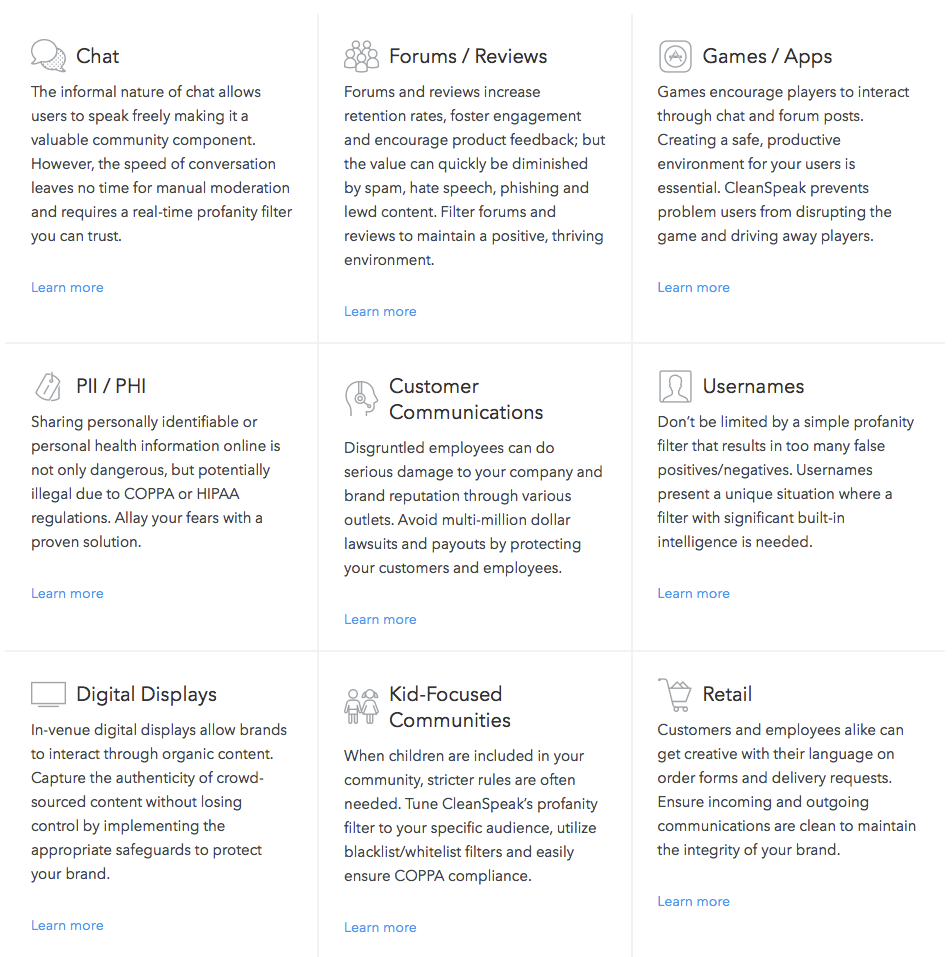 Chat
The informal nature of chat allows
users to speak freely making it a
valuable community component.
However, the speed of conversation
leaves no time for manual moderation
and requires a real-time profanity filter
you can trust.
Learn more
Forums / Reviews
Forums and reviews increase
retention rates, foster engagement
and encourage product feedback; but
the value can quickly be diminished
by spam, hate speech, phishing and
lewd content. Filter forums and
reviews to maintain a positive, thriving
environment.
Learn more
Games / Apps
Games encourage players to interact
through chat and forum posts.
Creating a safe, productive
environment for your users is
essential. CleanSpeak prevents
problem users from disrupting the
game and driving away players.
Learn more
PII / PHI
Sharing personally identifiable or
personal health information online is
not only dangerous, but potentially
illegal due to COPPA or HIPAA
regulations. Allay your fears with a
proven solution.
Learn more
Customer
Communications
Disgruntled employees can do
serious damage to your company and
brand reputation through various
outlets. Avoid multi-million dollar
lawsuits and payouts by protecting
your customers and employees.
Learn more
Usernames
Don’t be limited by a simple profanity
filter that results in too many false
positives/negatives. Usernames
present a unique situation where a
filter with significant built-in
intelligence is needed.
Learn more
Digital Displays
In-venue digital displays allow brands
to interact through organic content.
Capture the authenticity of crowd-
sourced content without losing
control by implementing the
appropriate safeguards to protect
your brand.
Learn more
Kid-Focused
Communities
When children are included in your
community, stricter rules are often
needed. Tune CleanSpeak’s profanity
filter to your specific audience, utilize
blacklist/whitelist filters and easily
ensure COPPA compliance.
Learn more
Retail
Customers and employees alike can
get creative with their language on
order forms and delivery requests.
Ensure incoming and outgoing
communications are clean to maintain
the integrity of your brand.
Learn more